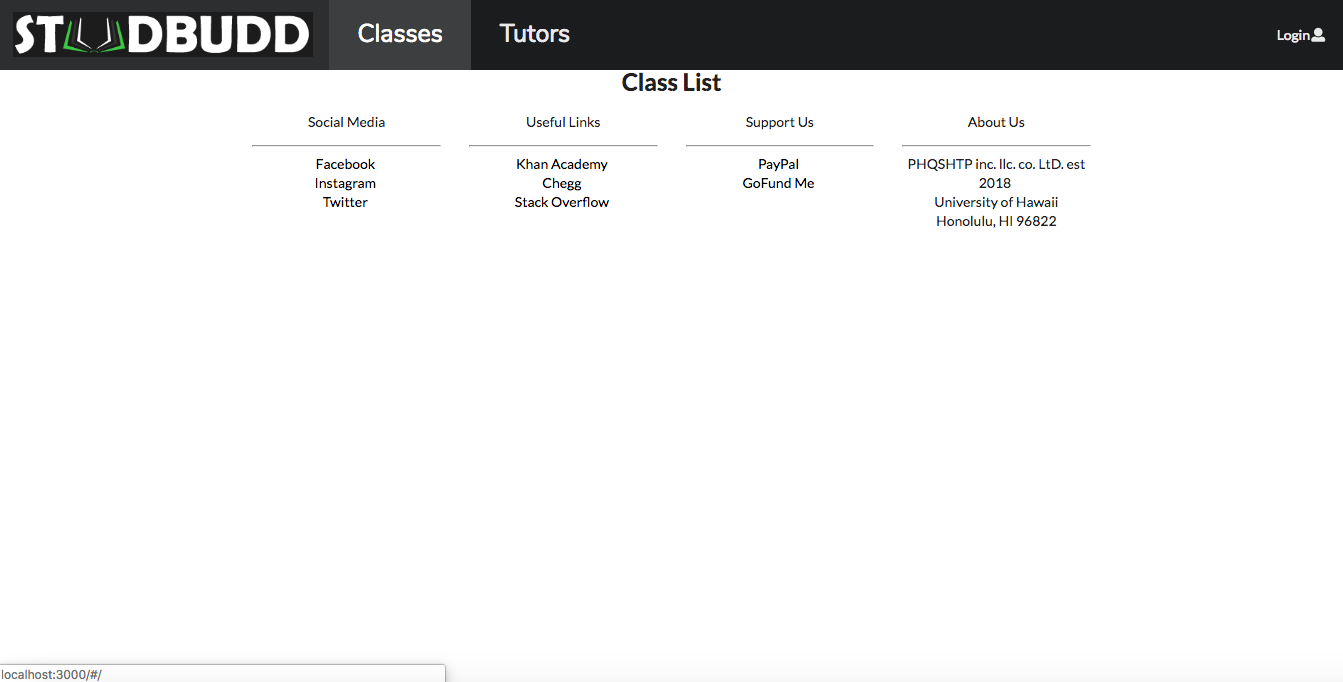 STUDBUDD
Classes
Tutors
Login
Class List
Social Media
Facebook
Instagram
Twitter
Useful Links
Khan Academy
Chegg
Stack Overflow
Support Us
PayPal
GoFund Me
About Us
PHQSHTP inc. llc. co. LtD. est
2018
University of Hawaii
Honolulu, HI 96822
localhost:3000/#/